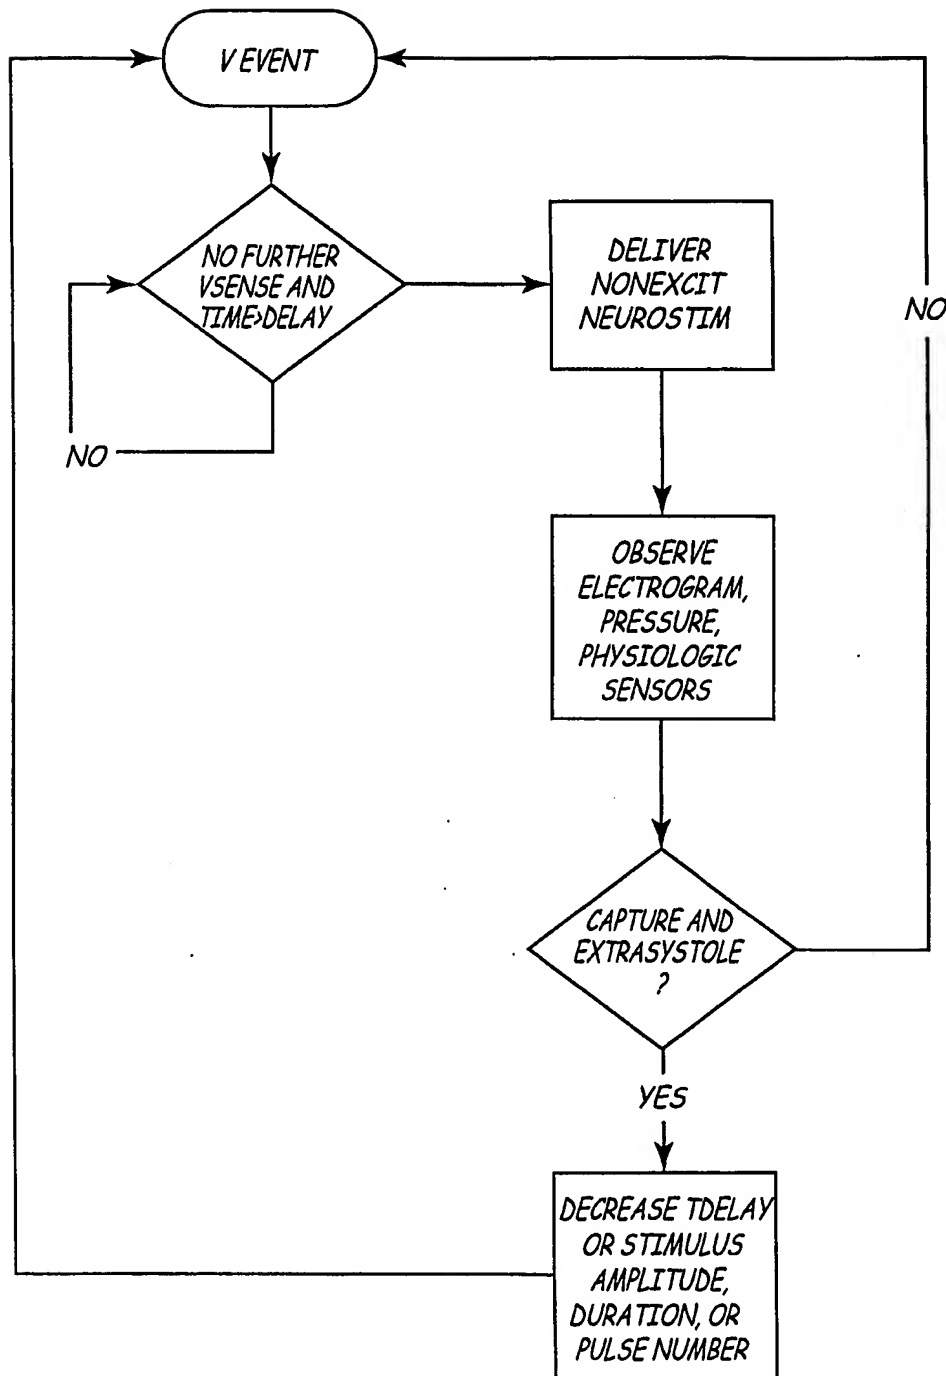 V EVENT
NO FURTHER
VSENSE AND
TIME>DELAY
NO
DELIVER
NONEXCIT
NEUROSTIM
NO
OBSERVE
ELECTROGRAM,
PRESSURE,
PHYSIOLOGIC
SENSORS
CAPTURE AND
EXTRASYSTOLE
?
YES
DECREASE TDELAY
OR STIMULUS
AMPLITUDE,
DURATION, OR
PULSE NUMBER